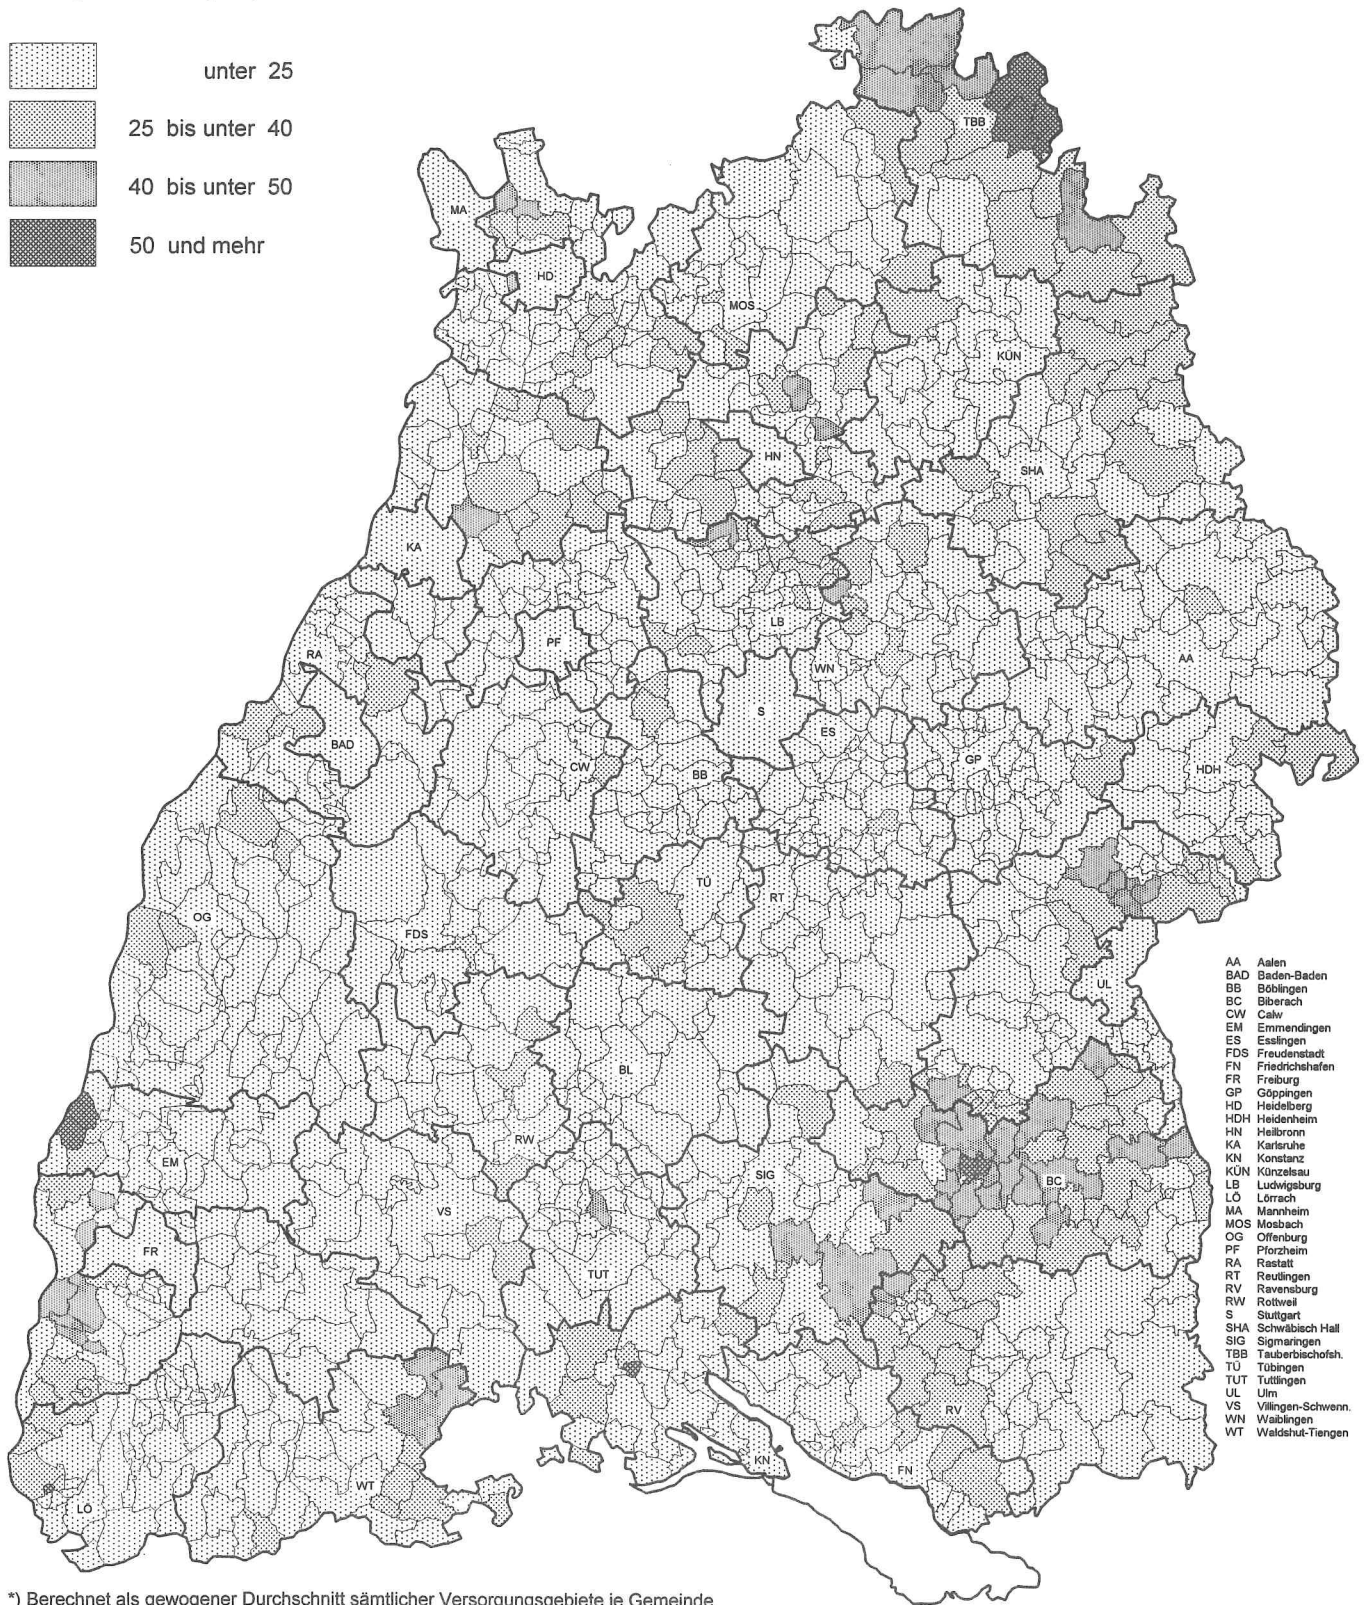 unter 25
25 bis unter 40
40 bis unter 50
50 und mehr
TBB
MA
HD
MOS
KÜN
HN
SHA
KA
LB
PF
RA
WN
AA
S
BAD
ES
CW
BB
GP
HDH
TÜ
RT
OG
FDS
UL
BL
RW
EM
SIG
BC
VS
FR
TUT
RV
KN
FN
WT
LÖ
AA Aalen
BAD Baden-Baden
BB Böblingen
BC Biberach
CW Calw
EM Emmendingen
ES Esslingen
FDS Freudenstadt
FN Friedrichshafen
FR Freiburg
GP Göppingen
HD Heidelberg
HDH Heidenheim
HN Heilbronn
KA Karlsruhe
KN Konstanz
KÜN Künzelsau
LB Ludwigsburg
LÖ Lörrach
MA Mannheim
MOS Mosbach
OG Offenburg
PF Pforzheim
RA Rastatt
RT Reutlingen
RV Ravensburg
RW Rottweil
S Stuttgart
SHA Schwäbisch Hall
SIG Sigmaringen
TBB Tauberbischofsh.
TÜ Tübingen
TUT Tuttlingen
UL Ulm
VS Villingen-Schwenn.
WN Waiblingen
WT Waldshut-Tiengen
*) Berechnet als gewogener Durchschnitt sämtlicher Versorgungsgebiete je Gemeinde